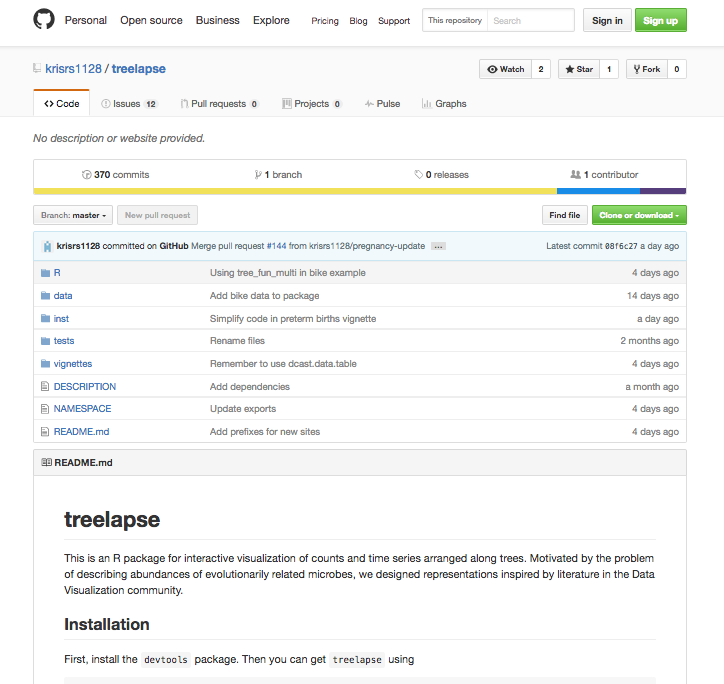 Personal Open source Business Explore Pricing Blog Support This repository Search Sign in Sign up
krisrs1128 / treelapse Watch 2 Star 1 Fork 0
Code Issues 12 Pull requests 0 Projects 0 Pulse Graphs
No description or website provided.
370 commits 1 branch 0 releases 1 contributor
Branch: master New pull request Find file Clone or download
krisrs1128 committed on GitHub Merge pull request #144 from krisrs1128/pregnancy-update ... Latest commit 08f6c27 a day ago
R Using tree_fun_multi in bike example 4 days ago
data Add bike data to package 14 days ago
inst Simplify code in preterm births vignette a day ago
tests Rename files 2 months ago
vignettes Remember to use dcast.data.table 4 days ago
DESCRIPTION Add dependencies a month ago
NAMESPACE Update exports 4 days ago
README.md Add prefixes for new sites 4 days ago
README.md
treelapse
This is an R package for interactive visualization of counts and time series arranged along trees. Motivated by the problem
of describing abundances of evolutionarily related microbes, we designed representations inspired by literature in the Data
Visualization community.
Installation
First, install the devtools package. Then you can get treelapse using